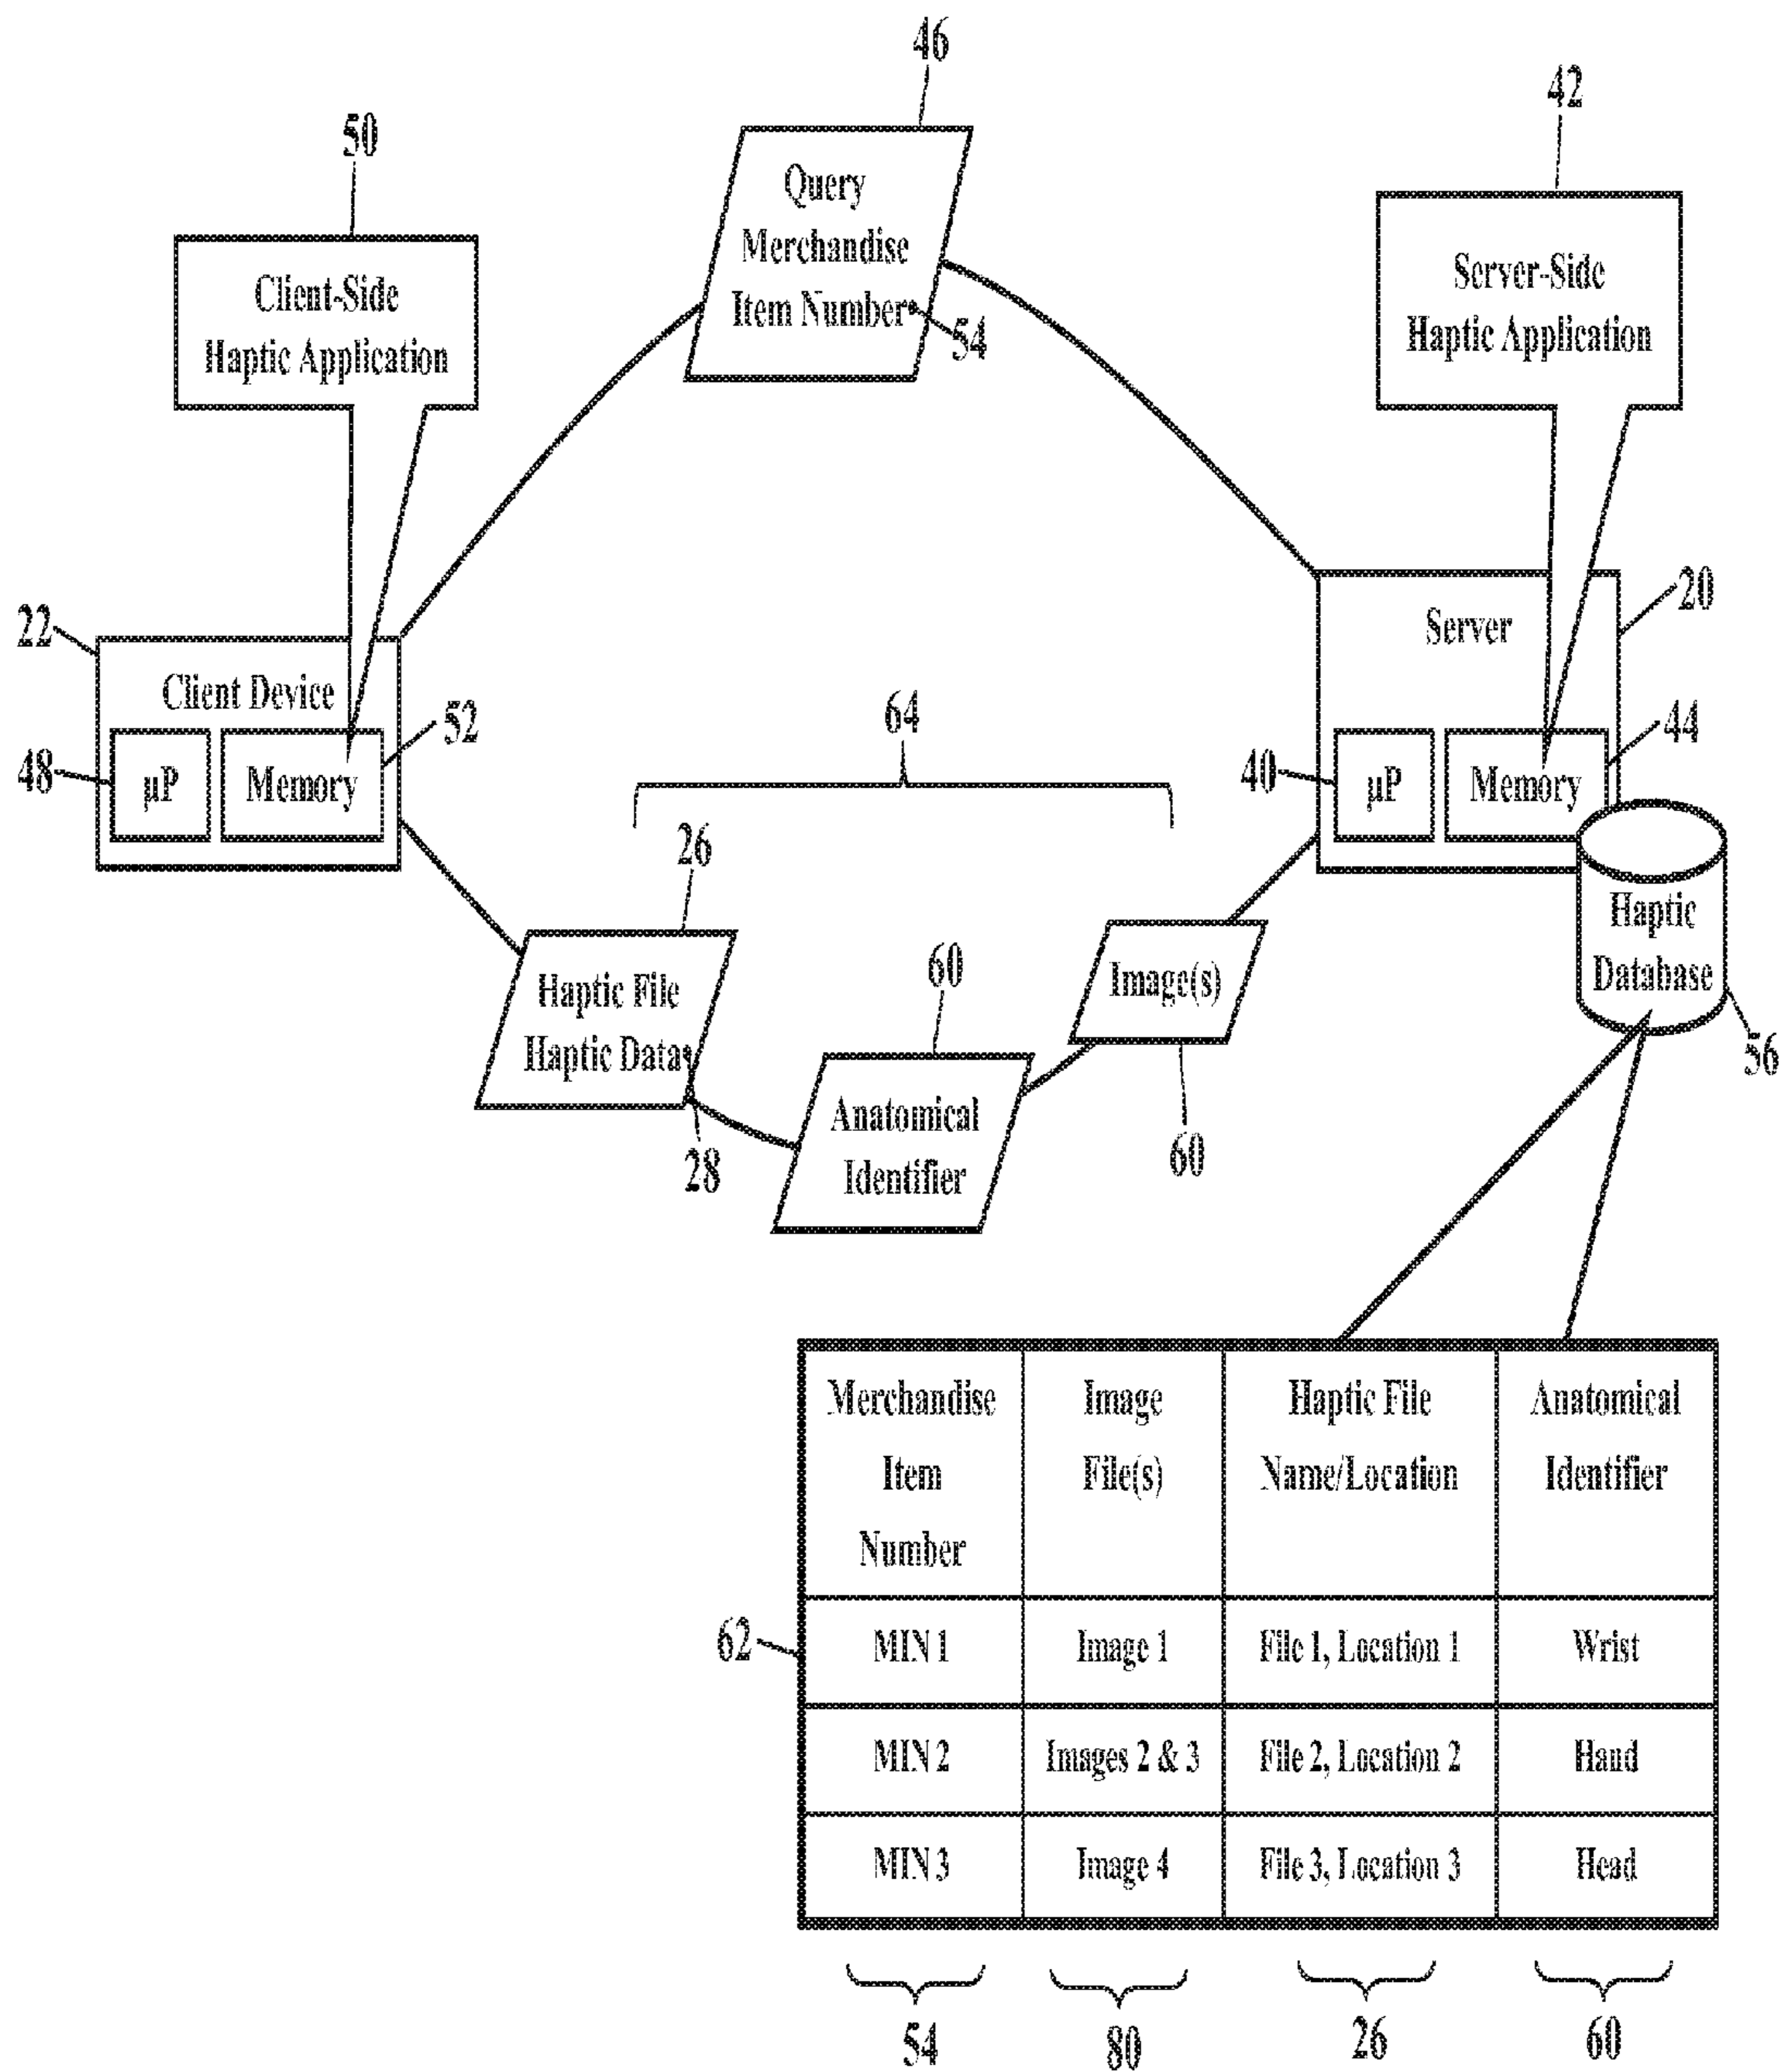 46
42
50
Query
Merchandise
Item Number
54
Client-Side
Haptic Application
Server-Side
Haptic Application
22
Client Device
48
µP
Memory
52
64
20
Server
40
µP
Memory
44
26
Haptic File
Haptic Data
28
60
Anatomical
Identifier
Image(s)
60
Haptic
Database
56
Merchandise Item Number
Image File(s)
Haptic File Name/Location
Anatomical Identifier
62
MIN 1 Image 1 File 1, Location 1 Wrist
MIN 2 Images 2 & 3 File 2, Location 2 Hand
MIN 3 Image 4 File 3, Location 3 Head
54 80 26 60